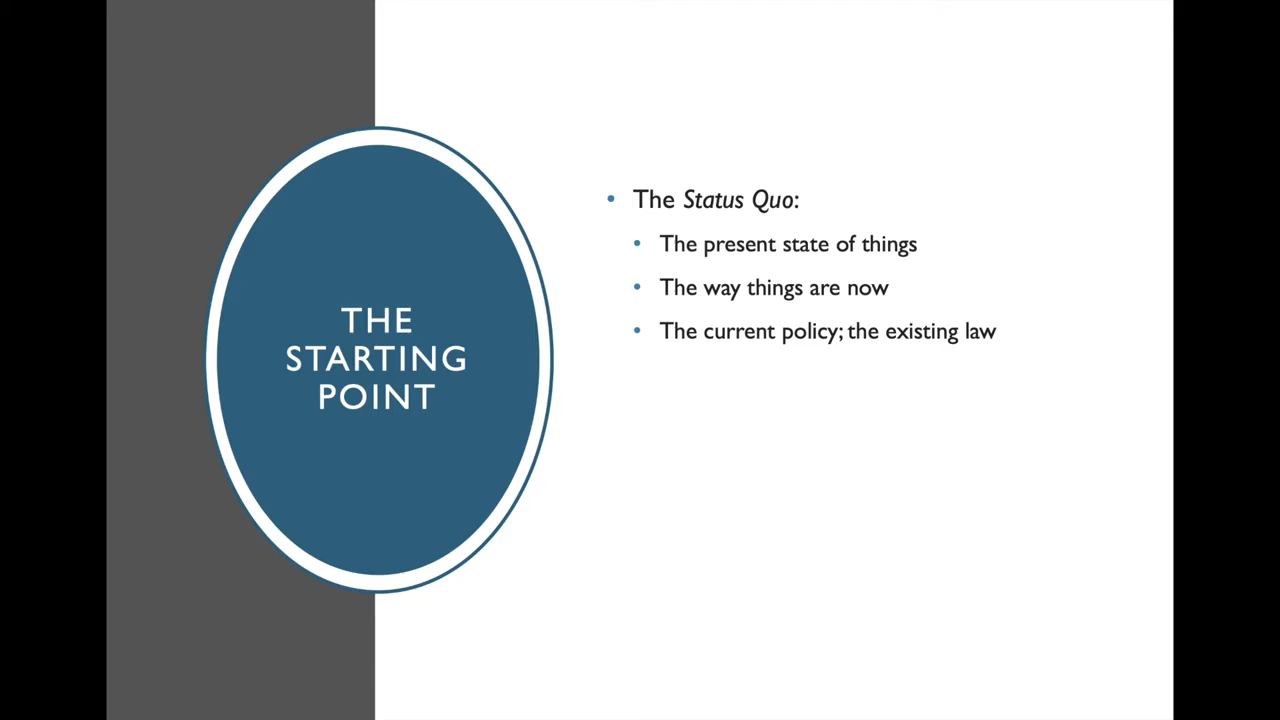 THE
STARTING
POINT
• The Status Quo:
• The present state of things
• The way things are now
• The current policy; the existing law